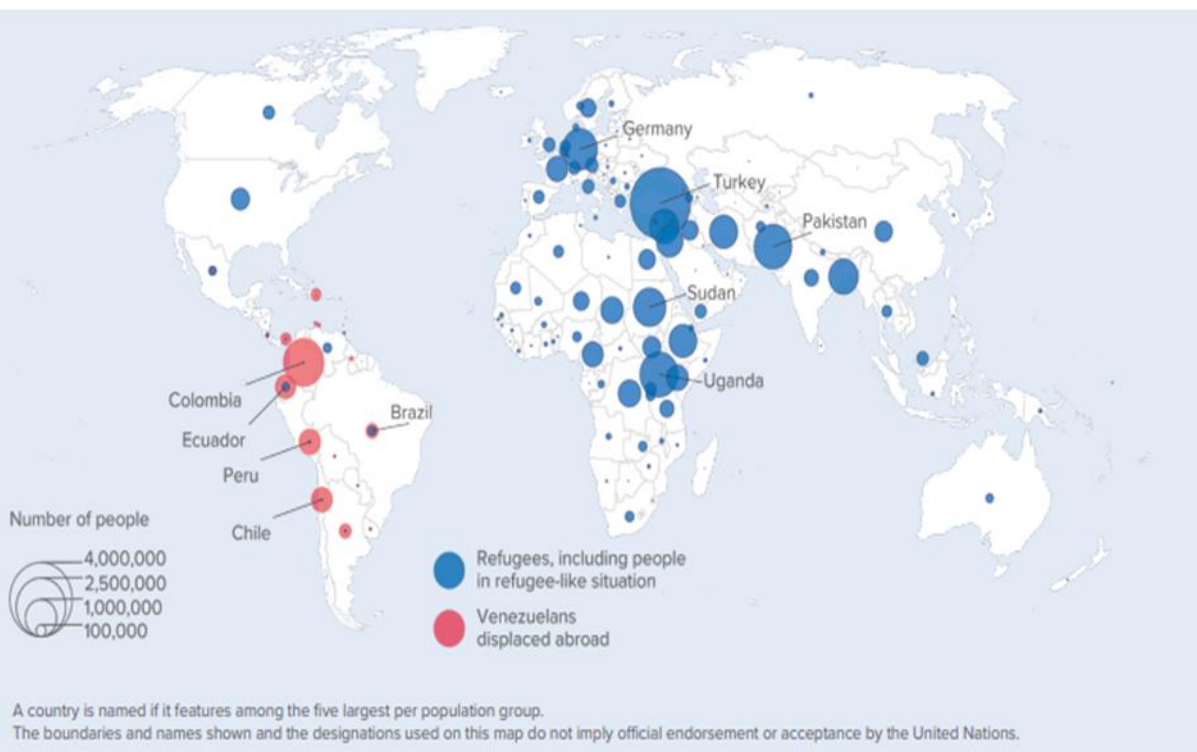 Germany
Turkey
Pakistan
Sudan
Uganda
Colombia
Ecuador
Brazil
Peru
Chile
Number of people
4,000,000
2,500,000
1,000,000
100,000
Refugees, including people
in refugee-like situation
Venezuelans
displaced abroad
A country is named if it features among the five largest per population group.
The boundaries and names shown and the designations used on this map do not imply official endorsement or acceptance by the United Nations.